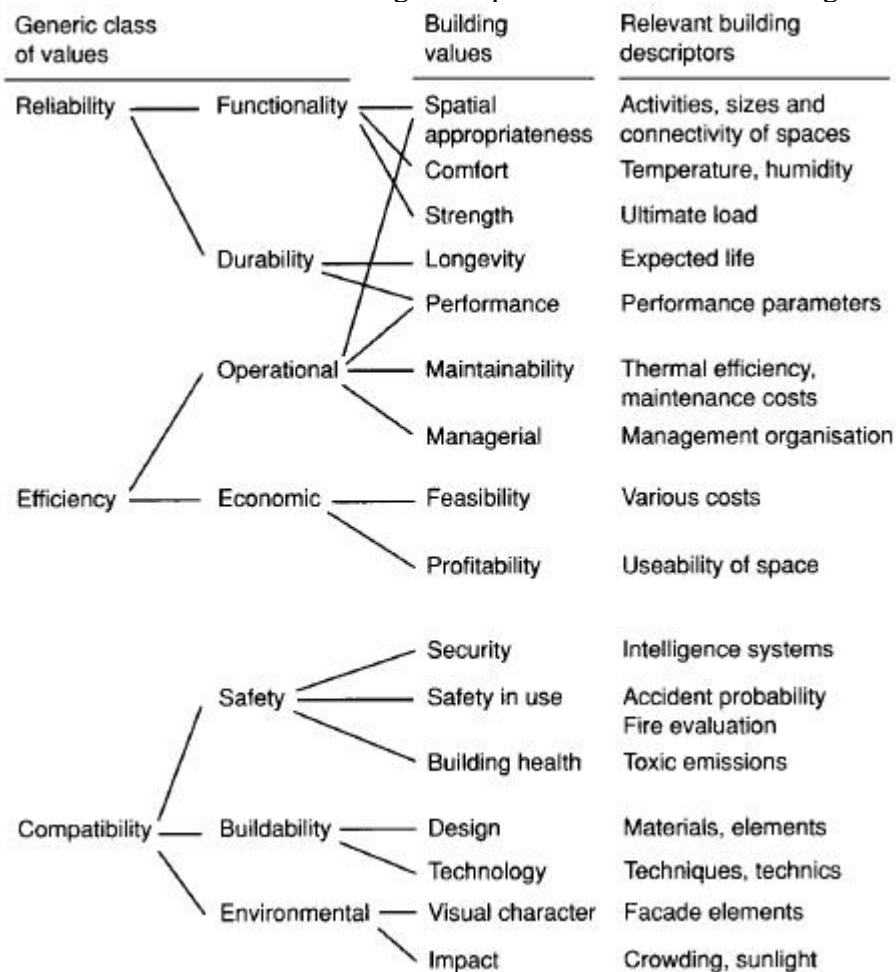 Generic class Building Relevant building
of values values descriptors
Reliability Functionality Spatial Activities, sizes and
appropriateness connectivity of spaces
Comfort Temperature, humidity
Strength Ultimate load
Durability Longevity Expected life
Performance Performance parameters
Operational Maintainability Thermal efficiency,
maintenance costs
Managerial Management organisation
Efficiency Economic Feasibility Various costs
Profitability Useability of space
Security Intelligence systems
Safety Safety in use Accident probability
Fire evaluation
Building health Toxic emissions
Compatibility Buildability Design Materials, elements
Technology Techniques, technics
Environmental Visual character Facade elements
Impact Crowding, sunlight